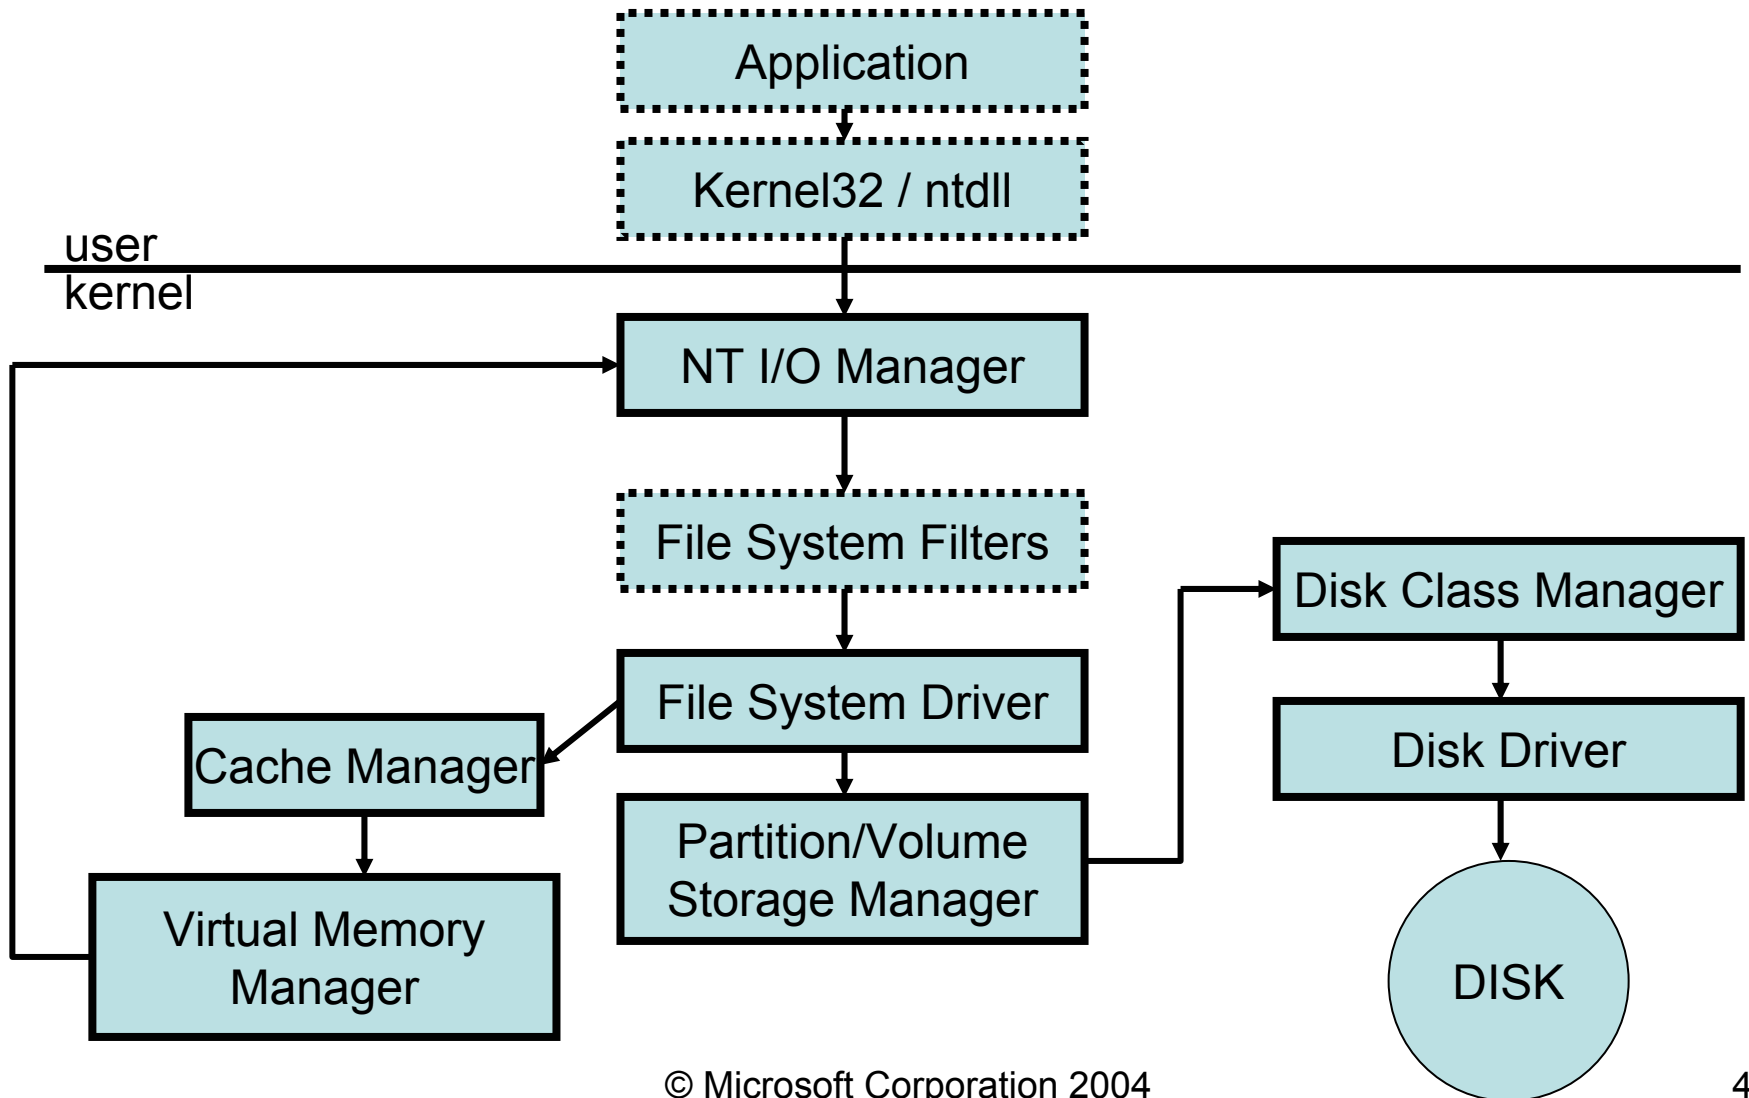 Application
Kernel32 / ntdll
user
kernel
NT I/O Manager
File System Filters
Disk Class Manager
File System Driver
Cache Manager
Disk Driver
Partition/Volume
Storage Manager
Virtual Memory
Manager
DISK
© Microsoft Corporation 2004
4